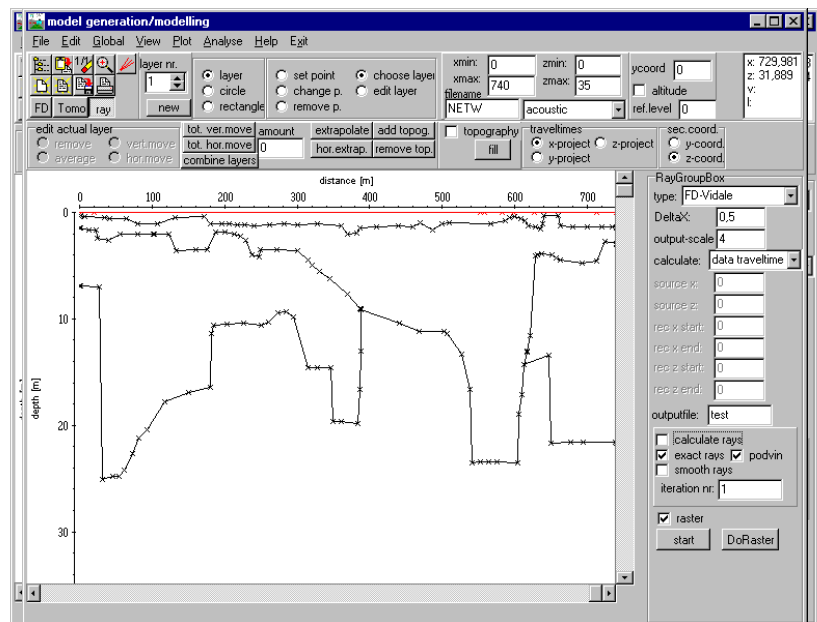 model generation/modelling
File Edit Global View Plot Analyse Help Exit
layer nr.
1
FD Tomo ray new
layer
circle
rectangle
set point
change p.
remove p.
choose layer
edit layer
xmin: 0 zmin: 0
xmax: 740 zmax: 35
filename
NETW acoustic
ycoord 0
altitude
ref.level 0
x: 729,981
z: 31,889
v:
l:
edit actual layer
remove vert.move
average hor.move
tot. ver.move
tot. hor.move
combine layers
amount
0
extrapolate add topog.
hor.extrap. remove top.
topography
fill
traveltimes
x-project z-project
y-project
sec.coord.
y-coord.
z-coord.
distance [m]
0 100 200 300 400 500 600 700
0
10
20
30
depth [m]
RayGroupBox
type: FD-Vidale
DeltaX: 0,5
output-scale 4
calculate: data traveltime
source x: 0
source z: 0
rec x start: 0
rec x end: 0
rec z start: 0
rec z end: 0
outputfile: test
calculate rays
exact rays podvin
smooth rays
iteration nr: 1
raster
start DoRaster